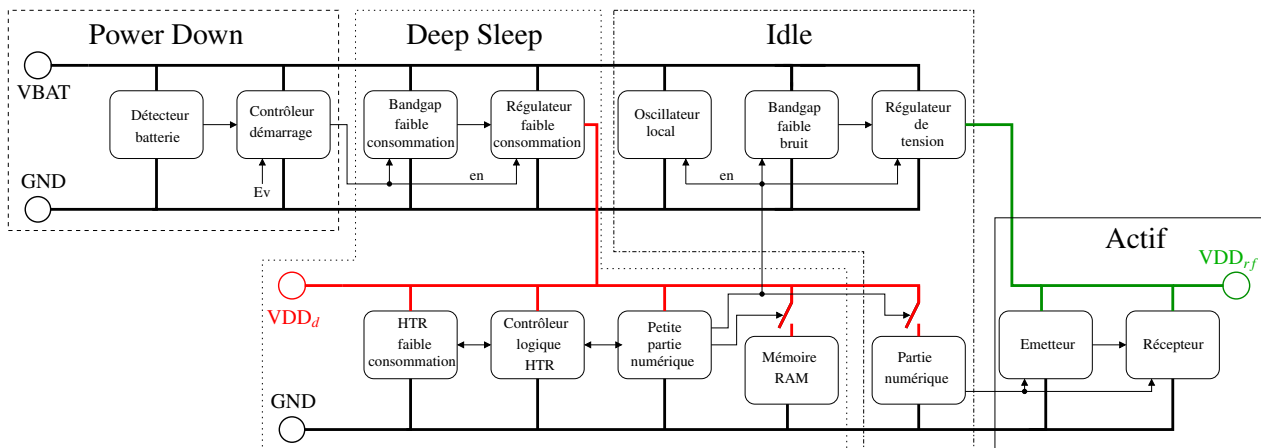 Power Down
Deep Sleep
Idle
VBAT
Détecteur
batterie
Contrôleur
démarrage
Bandgap
faible
consommation
Régulateur
faible
consommation
Oscillateur
local
Bandgap
faible
bruit
Régulateur
de
tension
GND
Ev
en
en
Actif
VDDrf
VDDd
HTR
faible
consommation
Contrôleur
logique
HTR
Petite
partie
numérique
Mémoire
RAM
Partie
numérique
Emetteur
Récepteur
GND